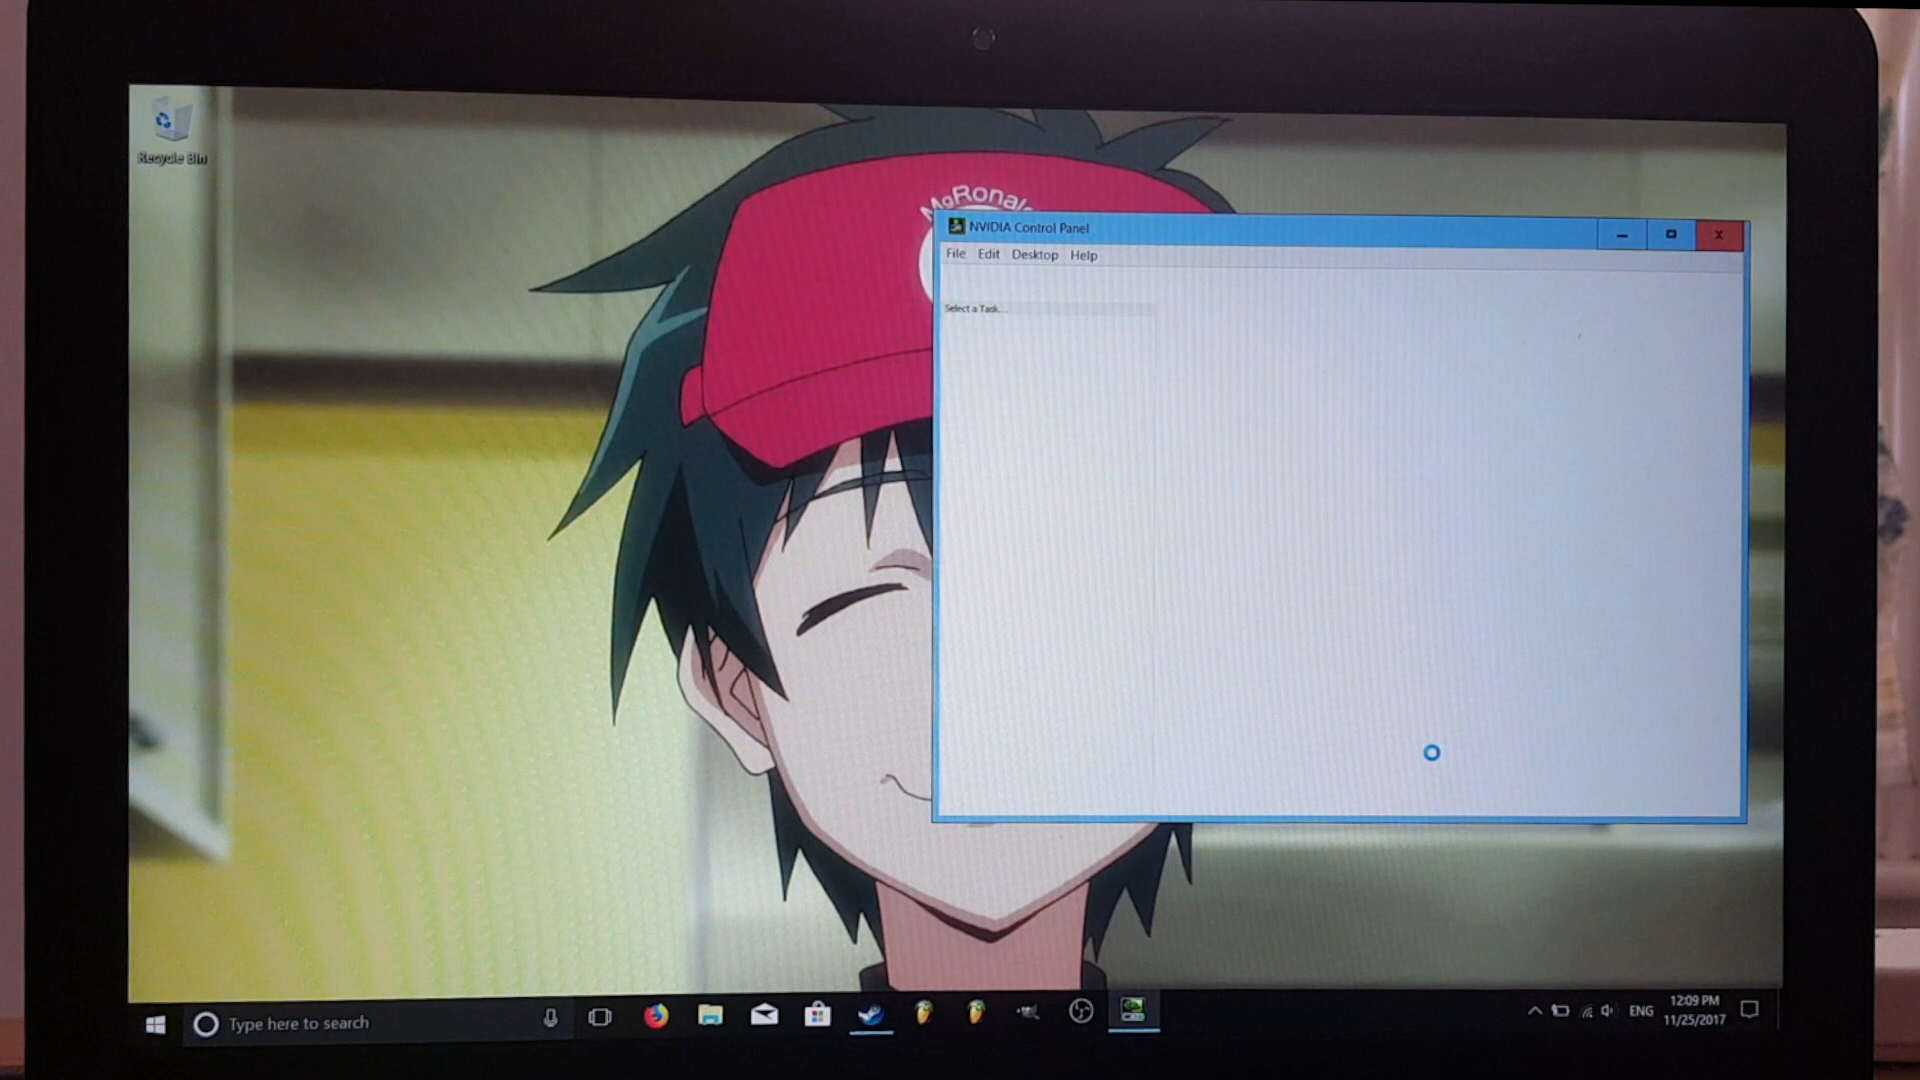 Recycle Bin
MgRonal
NVIDIA Control Panel
File Edit Desktop Help
Select a Task...
Type here to search
ENG
12:09 PM
11/25/2017